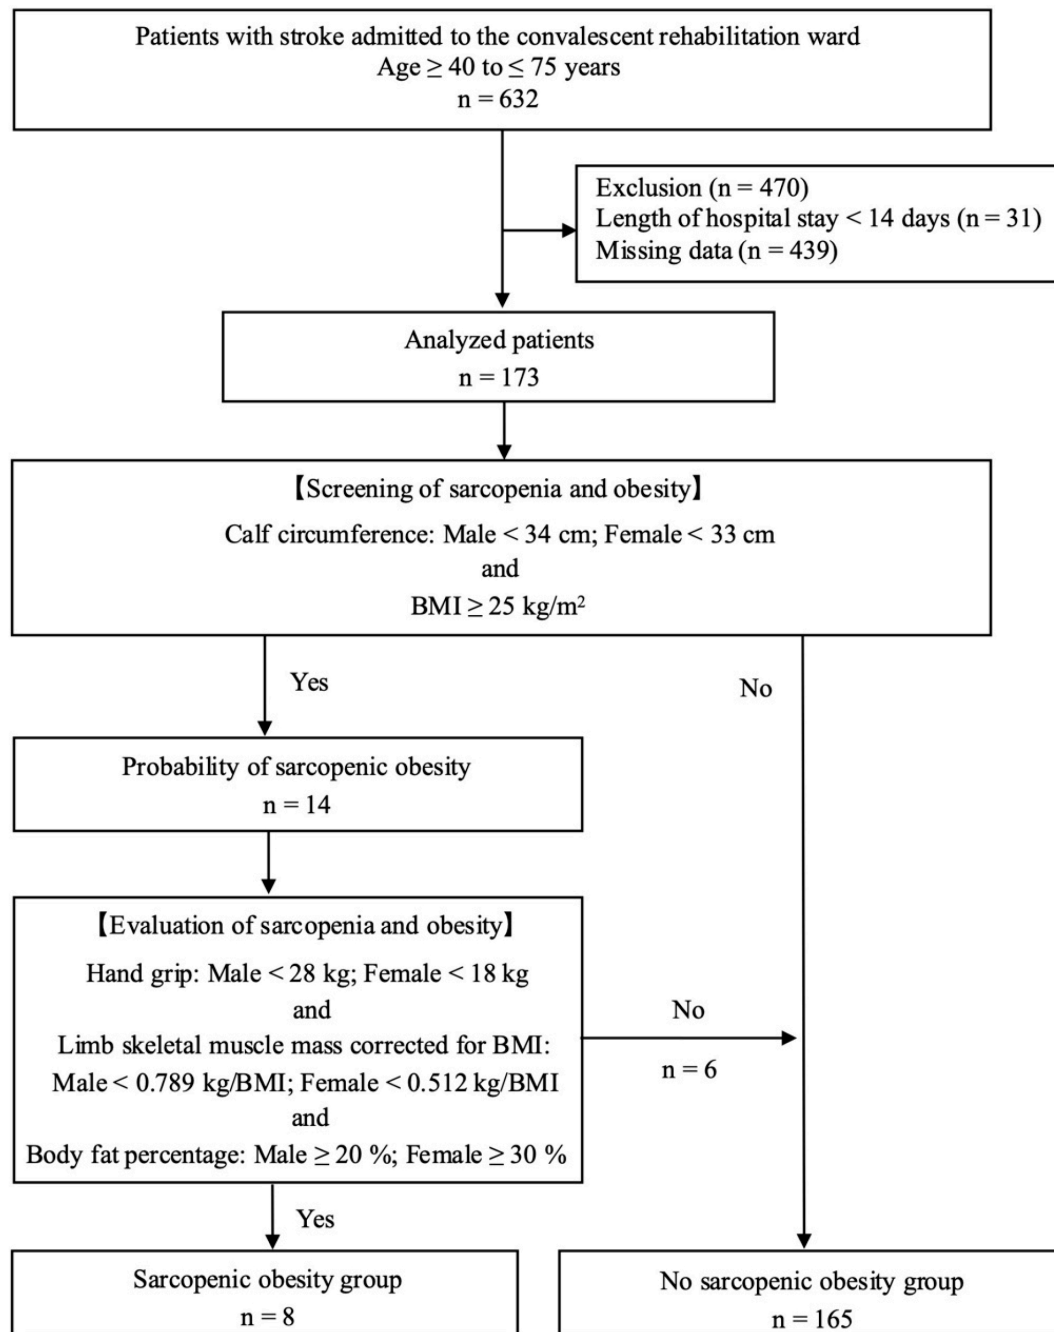 Patients with stroke admitted to the convalescent rehabilitation ward
Age ≥ 40 to ≤ 75 years
n = 632
Exclusion (n = 470)
Length of hospital stay < 14 days (n = 31)
Missing data (n = 439)
Analyzed patients
n = 173
【Screening of sarcopenia and obesity】
Calf circumference: Male < 34 cm; Female < 33 cm
and
BMI ≥ 25 kg/m²
Yes
No
Probability of sarcopenic obesity
n = 14
【Evaluation of sarcopenia and obesity】
Hand grip: Male < 28 kg; Female < 18 kg
and
Limb skeletal muscle mass corrected for BMI:
Male < 0.789 kg/BMI; Female < 0.512 kg/BMI
and
Body fat percentage: Male ≥ 20 %; Female ≥ 30 %
No
n = 6
Yes
Sarcopenic obesity group
n = 8
No sarcopenic obesity group
n = 165